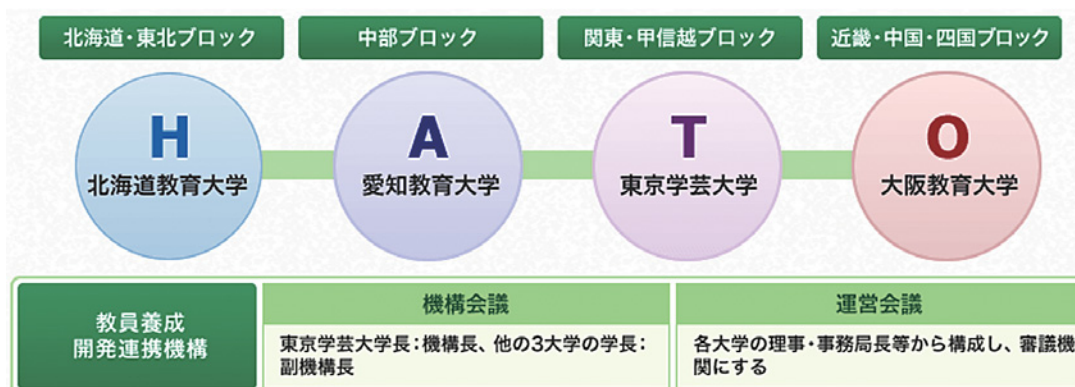 北海道・東北ブロック
中部ブロック
関東・甲信越ブロック
近畿・中国・四国ブロック
H
北海道教育大学
A
愛知教育大学
T
東京学芸大学
O
大阪教育大学
教員養成
開発連携機構
機構会議
東京学芸大学長:機構長、他の3大学の学長:
副機構長
運営会議
各大学の理事・事務局長等から構成し、審議機
関にする